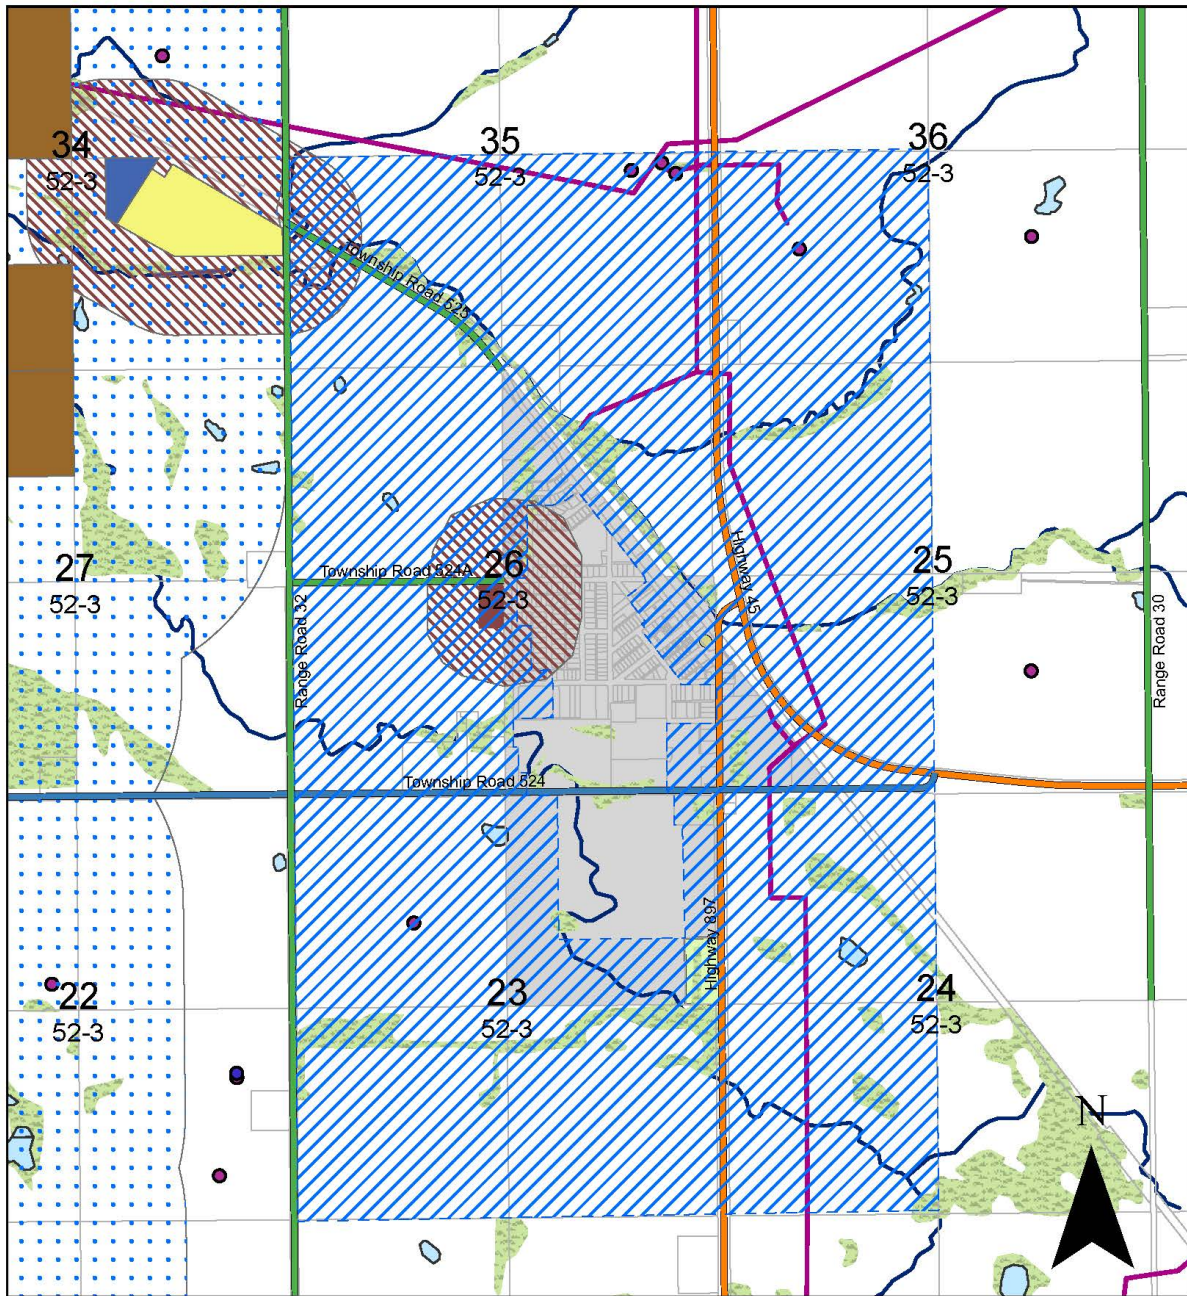 34
52-3
35
52-3
36
52-3
Township Road 525
27
52-3
Township Road 524A
26
52-3
Highway 45
25
52-3
Range Road 32
Range Road 30
Township Road 524
Highway 897
22
52-3
23
52-3
24
52-3
N